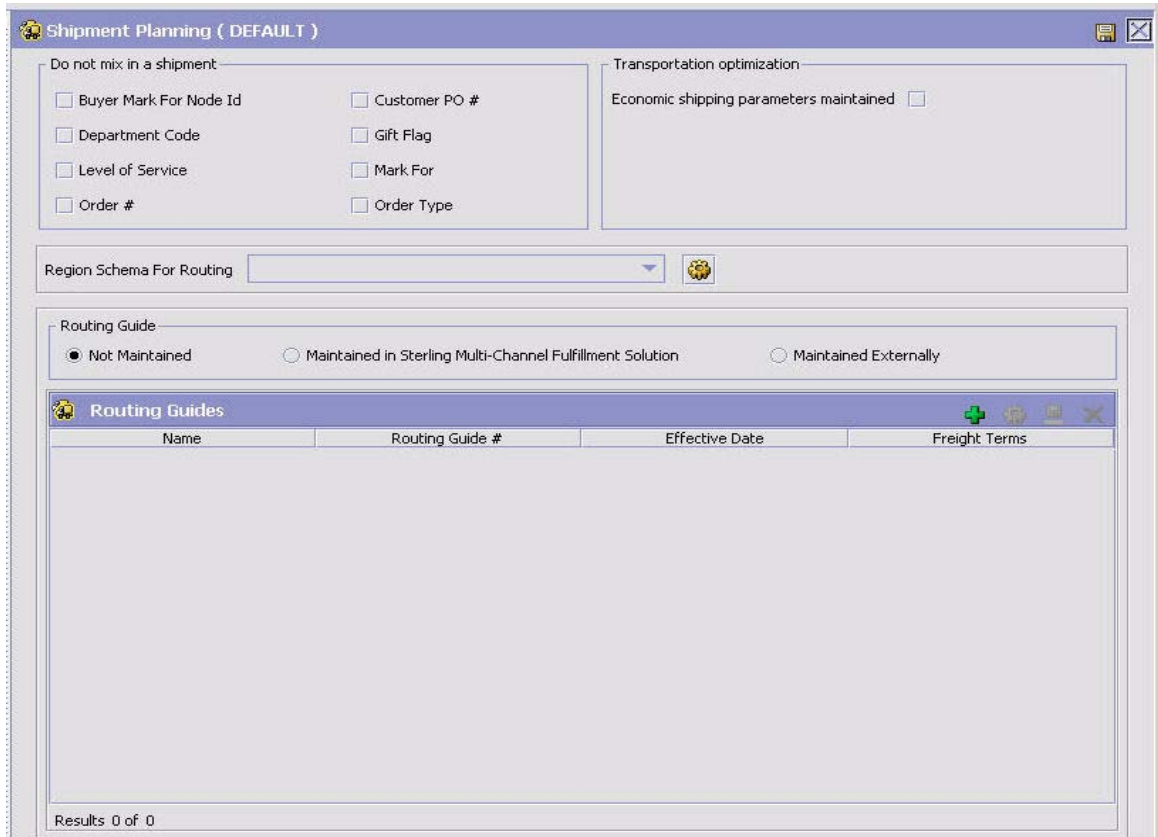 Shipment Planning ( DEFAULT )
Do not mix in a shipment
Buyer Mark For Node Id
Customer PO #
Department Code
Gift Flag
Level of Service
Mark For
Order #
Order Type
Transportation optimization
Economic shipping parameters maintained
Region Schema For Routing
Routing Guide
Not Maintained
Maintained in Sterling Multi-Channel Fulfillment Solution
Maintained Externally
Routing Guides
Name Routing Guide # Effective Date Freight Terms
Results 0 of 0